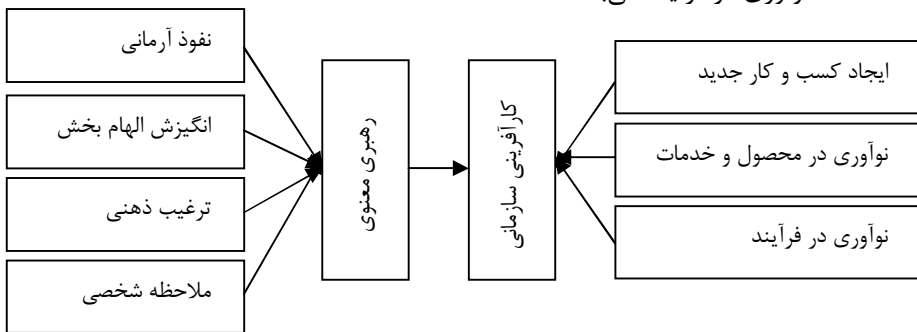 نفوذ آرمانی
انگیزش الهام بخش
ترغیب ذهنی
ملاحظه شخصی
رهبری معنوی
کارآفرینی سازمانی
ایجاد کسب و کار جدید
نوآوری در محصول و خدمات
نوآوری در فرآیند